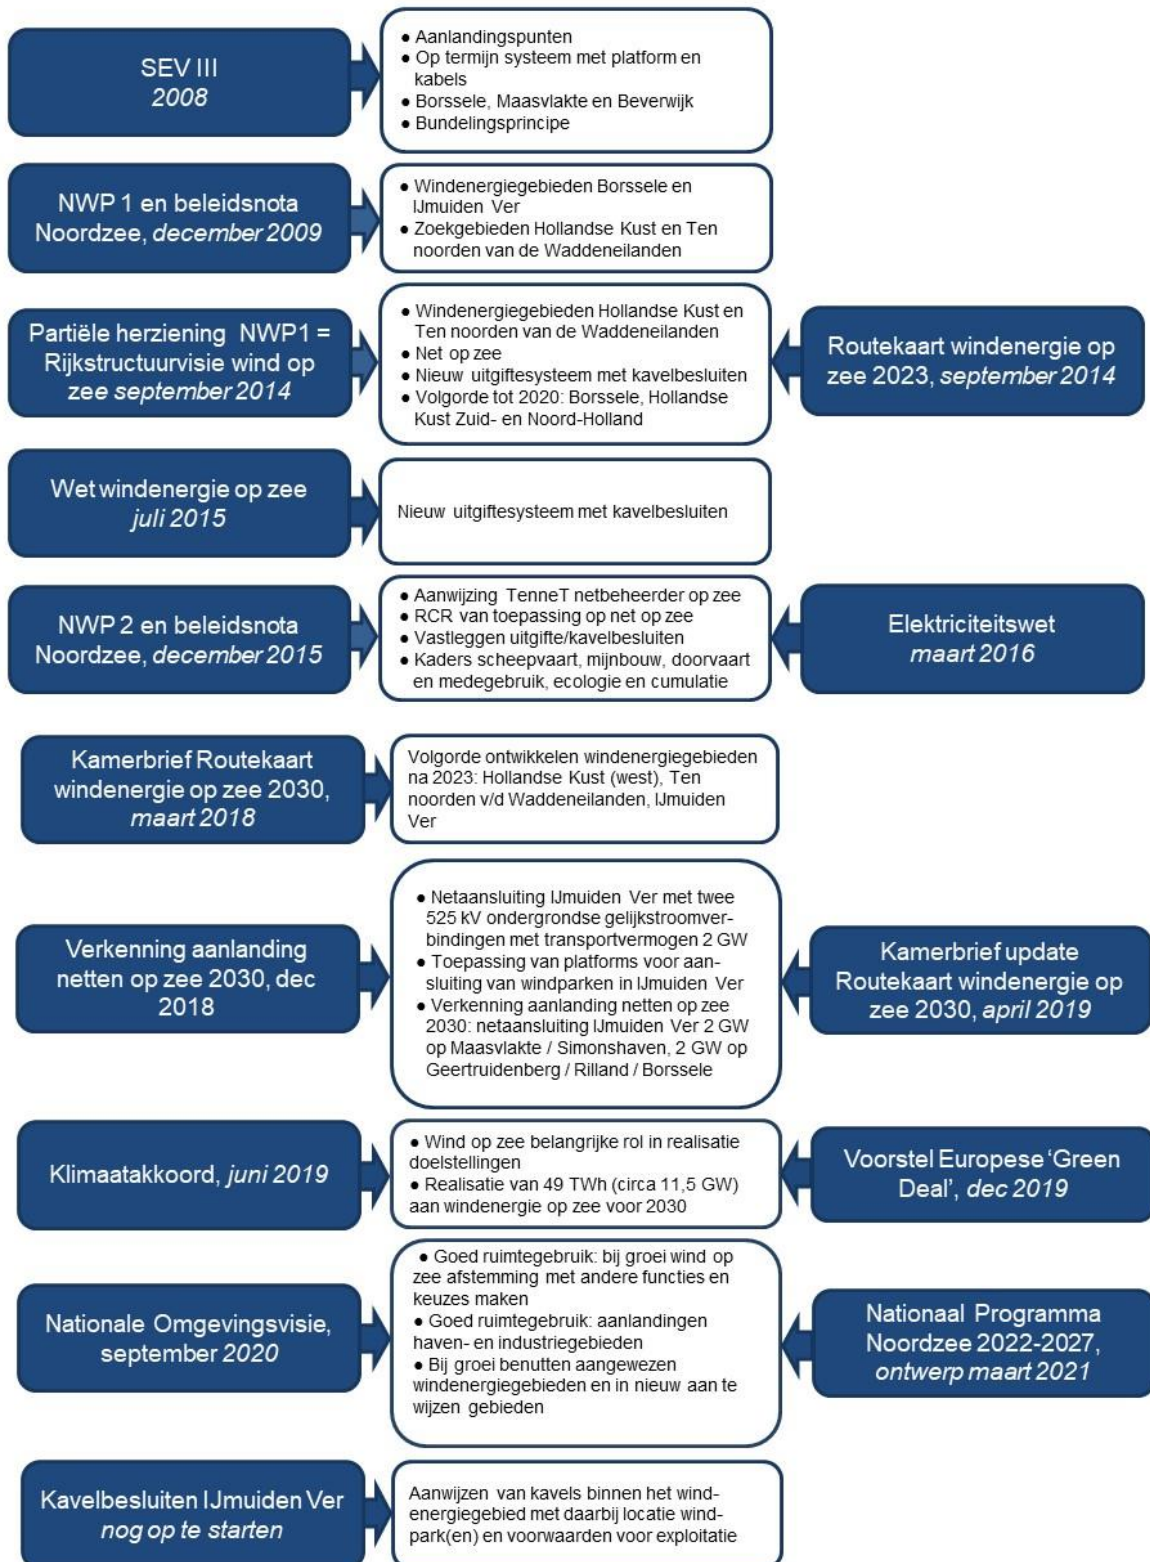 SEV III
2008
● Aanlandingspunten
● Op termijn systeem met platform en
kabels
● Borssele, Maasvlakte en Beverwijk
● Bundelingsprincipe
NWP 1 en beleidsnota
Noordzee, december 2009
● Windenergiegebieden Borssele en
IJmuiden Ver
● Zoekgebieden Hollandse Kust en Ten
noorden van de Waddeneilanden
Partiële herziening NWP1 =
Rijkstructuurvisie wind op
zee september 2014
● Windenergiegebieden Hollandse Kust en
Ten noorden van de Waddeneilanden
● Net op zee
● Nieuw uitgiftesysteem met kavelbesluiten
● Volgorde tot 2020: Borssele, Hollandse
Kust Zuid- en Noord-Holland
Routekaart windenergie op
zee 2023, september 2014
Wet windenergie op zee
juli 2015
Nieuw uitgiftesysteem met kavelbesluiten
NWP 2 en beleidsnota
Noordzee, december 2015
● Aanwijzing TenneT netbeheerder op zee
● RCR van toepassing op net op zee
● Vastleggen uitgifte/kavelbesluiten
● Kaders scheepvaart, mijnbouw, doorvaart
en medegebruik, ecologie en cumulatie
Elektriciteitswet
maart 2016
Kamerbrief Routekaart
windenergie op zee 2030,
maart 2018
Volgorde ontwikkelen windenergiegebieden
na 2023: Hollandse Kust (west), Ten
noorden v/d Waddeneilanden, IJmuiden
Ver
Verkenning aanlanding
netten op zee 2030, dec
2018
● Netaansluiting IJmuiden Ver met twee
525 kV ondergrondse gelijkstroomver-
bindingen met transportvermogen 2 GW
● Toepassing van platforms voor aan-
sluiting van windparken in IJmuiden Ver
● Verkenning aanlanding netten op zee
2030: netaansluiting IJmuiden Ver 2 GW
op Maasvlakte / Simonshaven, 2 GW op
Geertruidenberg / Rilland / Borssele
Kamerbrief update
Routekaart windenergie op
zee 2030, april 2019
Klimaatakkoord, juni 2019
● Wind op zee belangrijke rol in realisatie
doelstellingen
● Realisatie van 49 TWh (circa 11,5 GW)
aan windenergie op zee voor 2030
Voorstel Europese ‘Green
Deal’, dec 2019
Nationale Omgevingsvisie,
september 2020
● Goed ruimtegebruik: bij groei wind op
zee afstemming met andere functies en
keuzes maken
● Goed ruimtegebruik: aanlandingen
haven- en industriegebieden
● Bij groei benutten aangewezen
windenergiegebieden en in nieuw aan te
wijzen gebieden
Nationaal Programma
Noordzee 2022-2027,
ontwerp maart 2021
Kavelbesluiten IJmuiden Ver
nog op te starten
Aanwijzen van kavels binnen het wind-
energiegebied met daarbij locatie wind-
park(en) en voorwaarden voor exploitatie